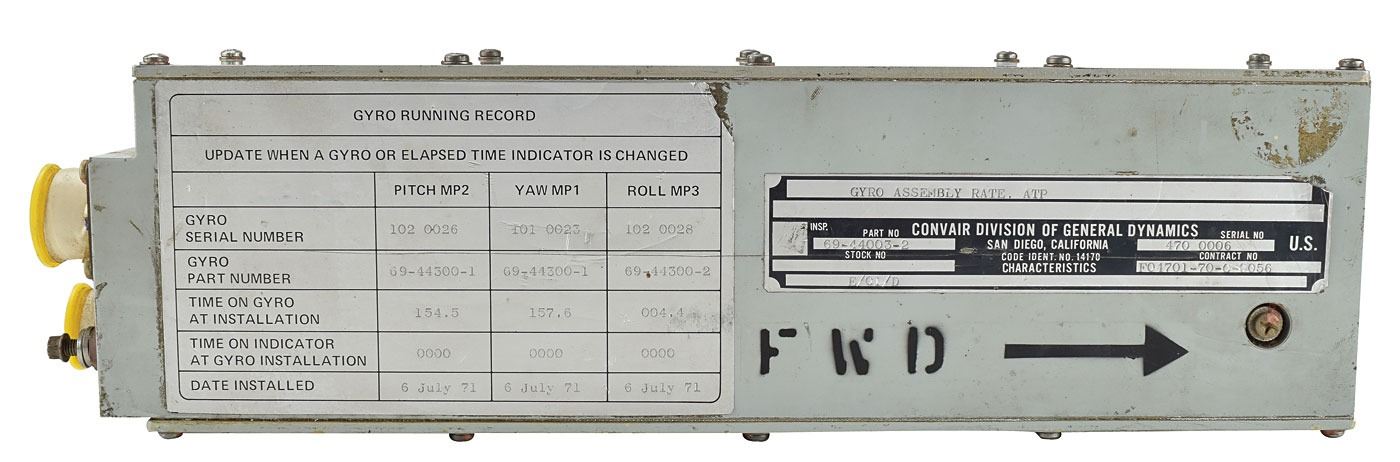 GYRO RUNNING RECORD
UPDATE WHEN A GYRO OR ELAPSED TIME INDICATOR IS CHANGED
PITCH MP2 YAW MP1 ROLL MP3
GYRO
SERIAL NUMBER 102 0026 101 0023 102 0028
GYRO
PART NUMBER 69-44300-1 69-44300-1 69-44300-2
TIME ON GYRO
AT INSTALLATION 154.5 157.6 004.4
TIME ON INDICATOR
AT GYRO INSTALLATION 0000 0000 0000
DATE INSTALLED 6 July 71 6 July 71 6 July 71
GYRO ASSEMBLY RATE, ATP
INSP. PART NO CONVAIR DIVISION OF GENERAL DYNAMICS SERIAL NO
69-44003-2 SAN DIEGO, CALIFORNIA 470 0006 U.S.
STOCK NO CODE IDENT. NO. 14170 CONTRACT NO
CHARACTERISTICS
FWD